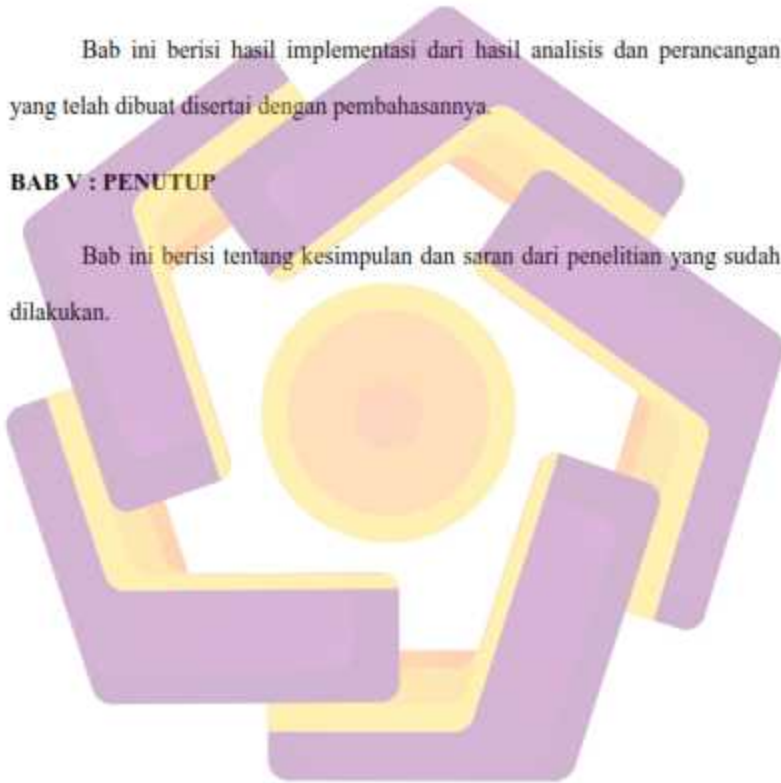 Bab ini berisi hasil implementasi dari hasil analisis dan perancangan
yang telah dibuat disertai dengan pembahasannya.
BAB V : PENUTUP
Bab ini berisi tentang kesimpulan dan saran dari penelitian yang sudah
dilakukan.